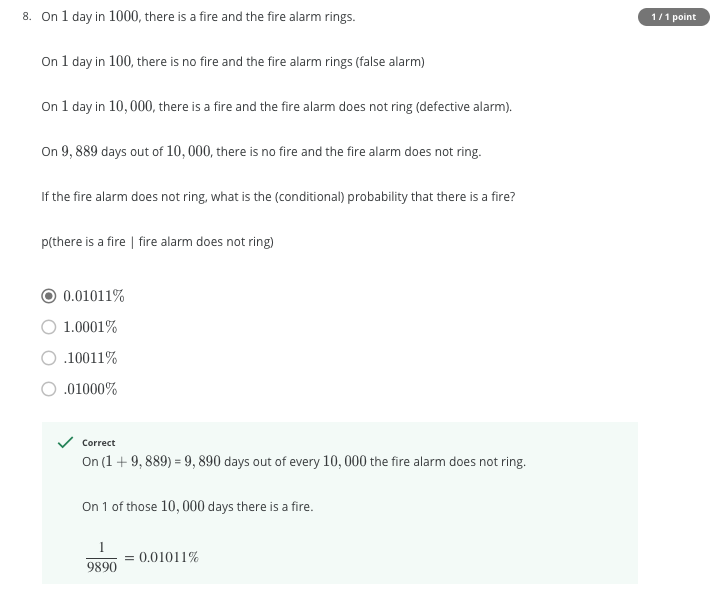 8. On 1 day in 1000, there is a fire and the fire alarm rings.
1 / 1 point
On 1 day in 100, there is no fire and the fire alarm rings (false alarm)
On 1 day in 10, 000, there is a fire and the fire alarm does not ring (defective alarm).
On 9, 889 days out of 10, 000, there is no fire and the fire alarm does not ring.
If the fire alarm does not ring, what is the (conditional) probability that there is a fire?
p(there is a fire | fire alarm does not ring)
0.01011%
1.0001%
.10011%
.01000%
Correct
On (1 + 9, 889) = 9, 890 days out of every 10, 000 the fire alarm does not ring.
On 1 of those 10, 000 days there is a fire.
1
9890 = 0.01011%